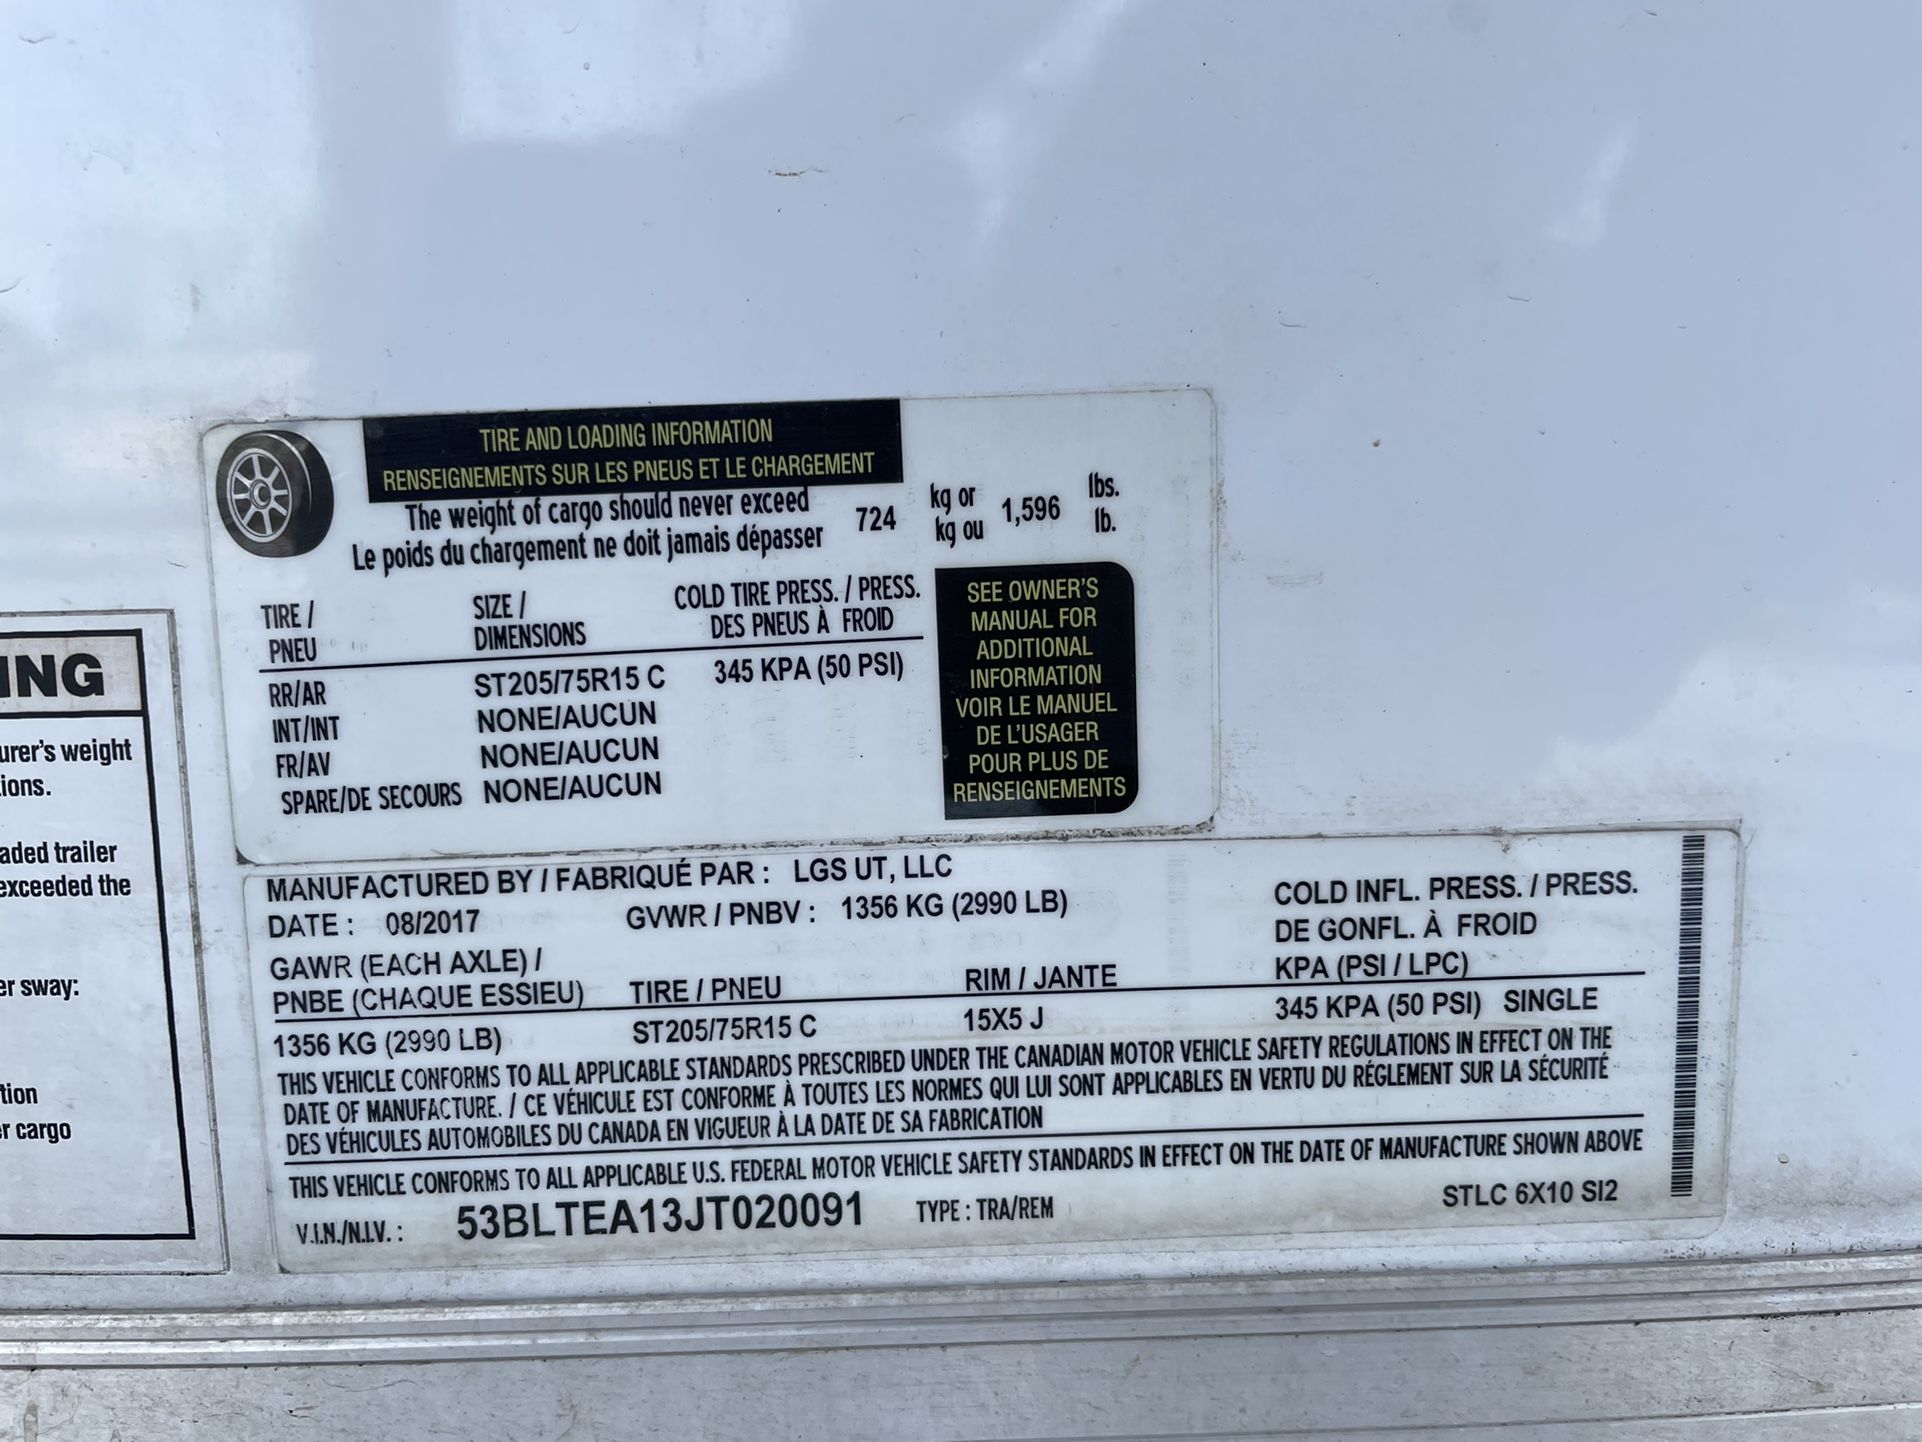 TIRE AND LOADING INFORMATION
RENSEIGNEMENTS SUR LES PNEUS ET LE CHARGEMENT
The weight of cargo should never exceed
Le poids du chargement ne doit jamais dépasser
724 kg or 1,596 lbs.
kg ou lb.
TIRE / SIZE / COLD TIRE PRESS. / PRESS.
PNEU DIMENSIONS DES PNEUS À FROID
RR/AR ST205/75R15 C 345 KPA (50 PSI)
INT/INT NONE/AUCUN
FR/AV NONE/AUCUN
SPARE/DE SECOURS NONE/AUCUN
SEE OWNER'S
MANUAL FOR
ADDITIONAL
INFORMATION
VOIR LE MANUEL
DE L'USAGER
POUR PLUS DE
RENSEIGNEMENTS
ING
urer's weight
ions.
aded trailer
exceeded the
er sway:
tion
er cargo
MANUFACTURED BY / FABRIQUÉ PAR : LGS UT, LLC
DATE : 08/2017 GVWR / PNBV : 1356 KG (2990 LB)
COLD INFL. PRESS. / PRESS.
DE GONFL. À FROID
GAWR (EACH AXLE) /
PNBE (CHAQUE ESSIEU) TIRE / PNEU RIM / JANTE KPA (PSI / LPC)
1356 KG (2990 LB) ST205/75R15 C 15X5 J 345 KPA (50 PSI) SINGLE
THIS VEHICLE CONFORMS TO ALL APPLICABLE STANDARDS PRESCRIBED UNDER THE CANADIAN MOTOR VEHICLE SAFETY REGULATIONS IN EFFECT ON THE
DATE OF MANUFACTURE. / CE VÉHICULE EST CONFORME À TOUTES LES NORMES QUI LUI SONT APPLICABLES EN VERTU DU RÉGLEMENT SUR LA SÉCURITÉ
DES VÉHICULES AUTOMOBILES DU CANADA EN VIGUEUR À LA DATE DE SA FABRICATION
THIS VEHICLE CONFORMS TO ALL APPLICABLE U.S. FEDERAL MOTOR VEHICLE SAFETY STANDARDS IN EFFECT ON THE DATE OF MANUFACTURE SHOWN ABOVE
V.I.N./N.I.V. : 53BLTEA13JT020091 TYPE : TRA/REM STLC 6X10 SI2